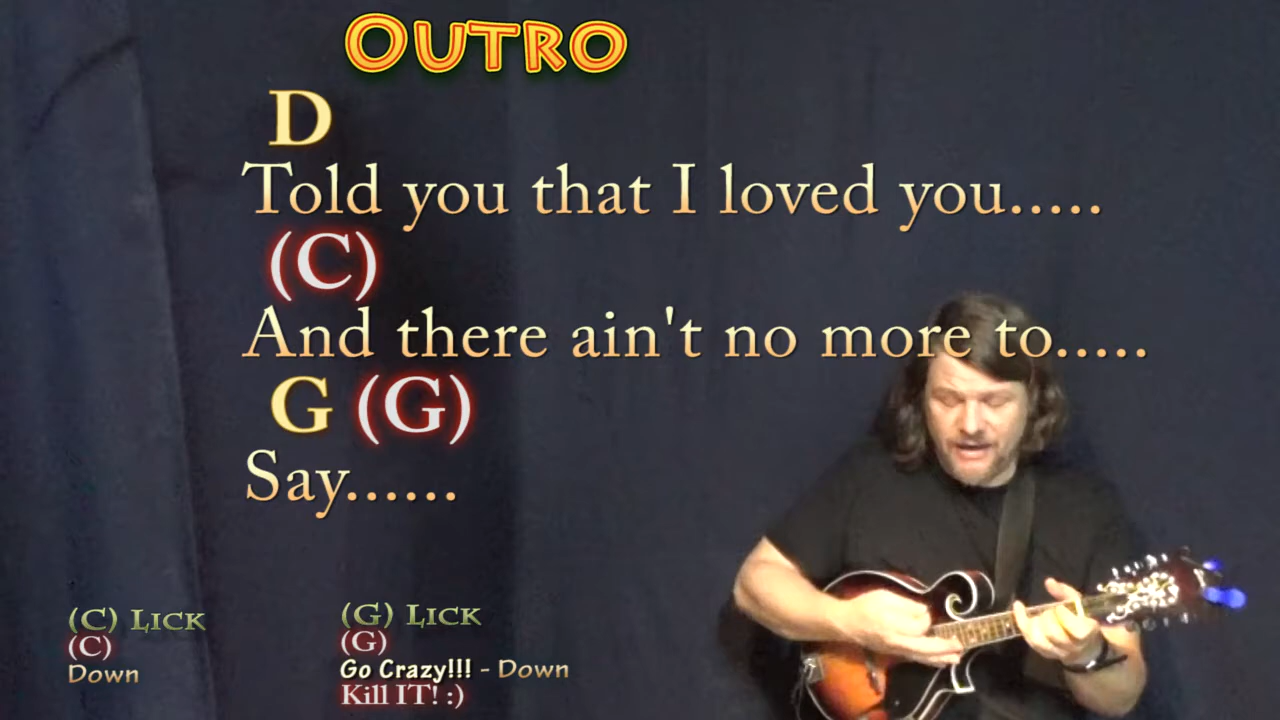 OUTRO
D
Told you that I loved you.....
(C)
And there ain't no more to.....
G (G)
Say......
(C) LICK
(C)
Down
(G) LICK
(G)
Go Crazy!!! - Down
Kill IT! :)